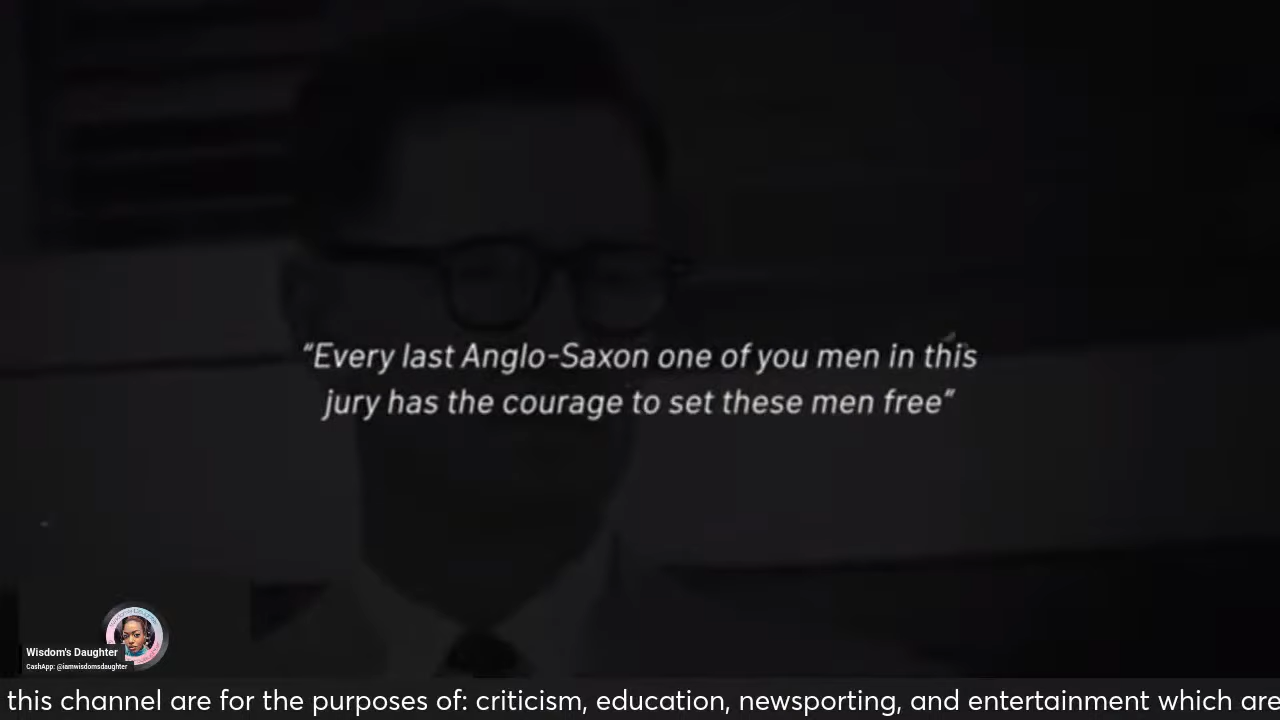 “Every last Anglo-Saxon one of you men in this
jury has the courage to set these men free”
Wisdom's Daughter
CashApp: @iamwisdomsdaughter
this channel are for the purposes of: criticism, education, newsporting, and entertainment which are